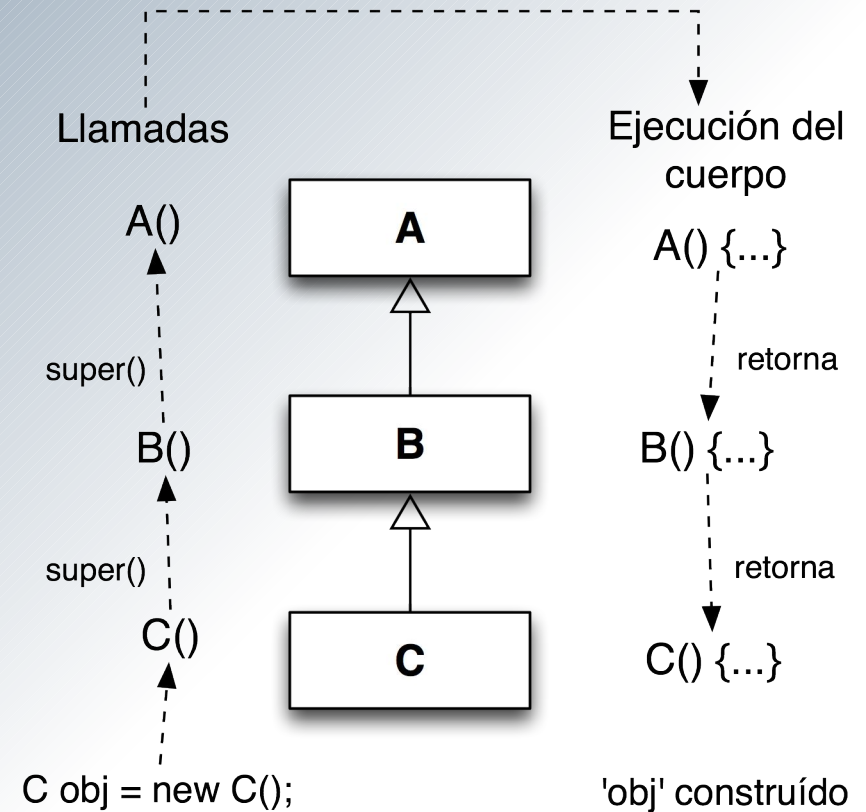 Llamadas
Ejecución del
cuerpo
A()
A
A() {...}
super()
retorna
B()
B
B() {...}
super()
retorna
C()
C
C() {...}
C obj = new C();
'obj' construído